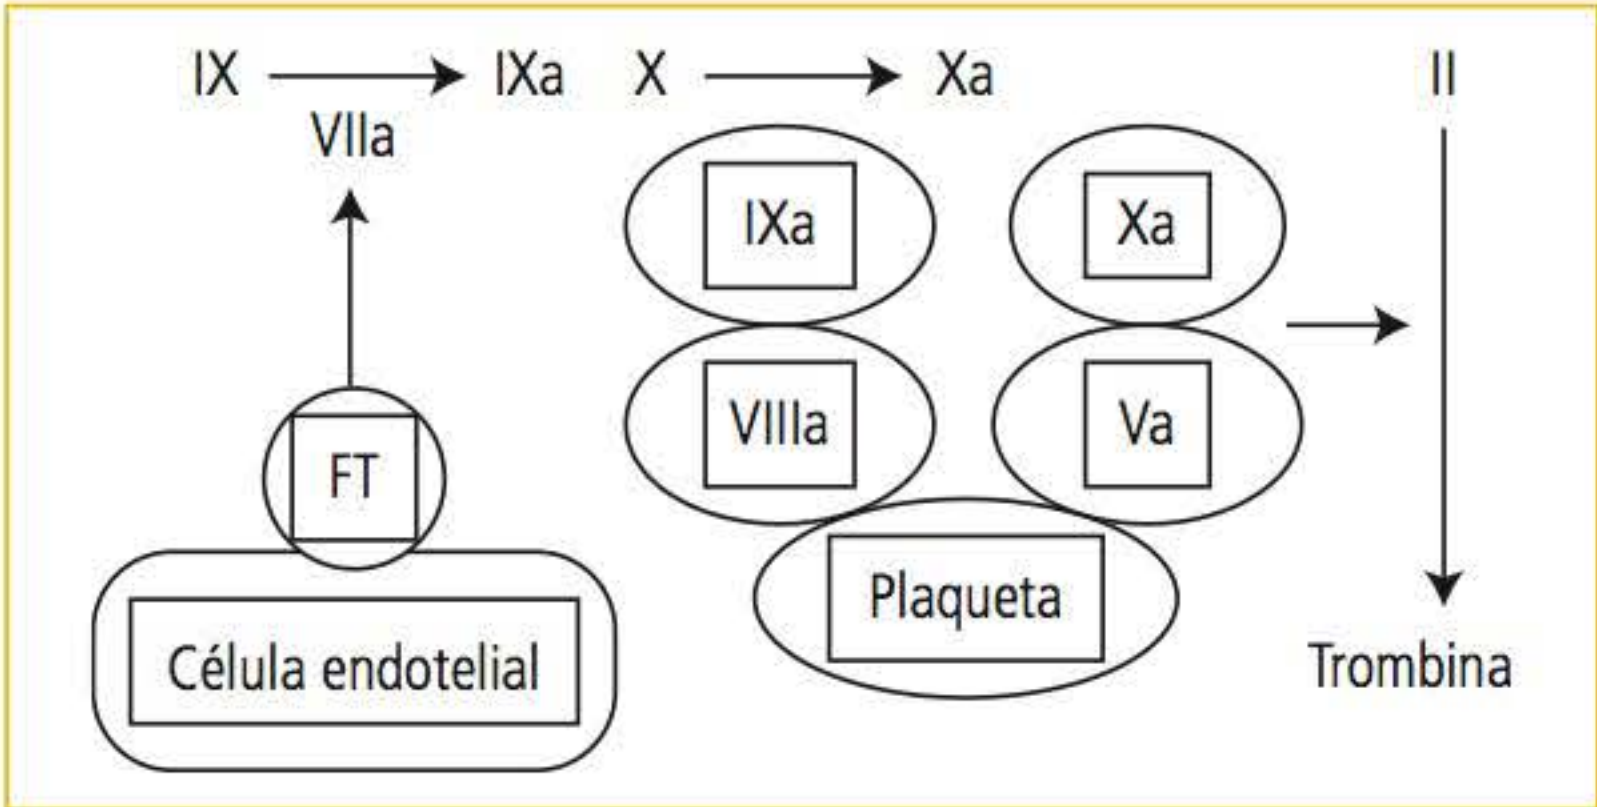 IX IXa X Xa II
VIIa
IXa Xa
VIIIa Va
FT
Plaqueta
Célula endotelial Trombina